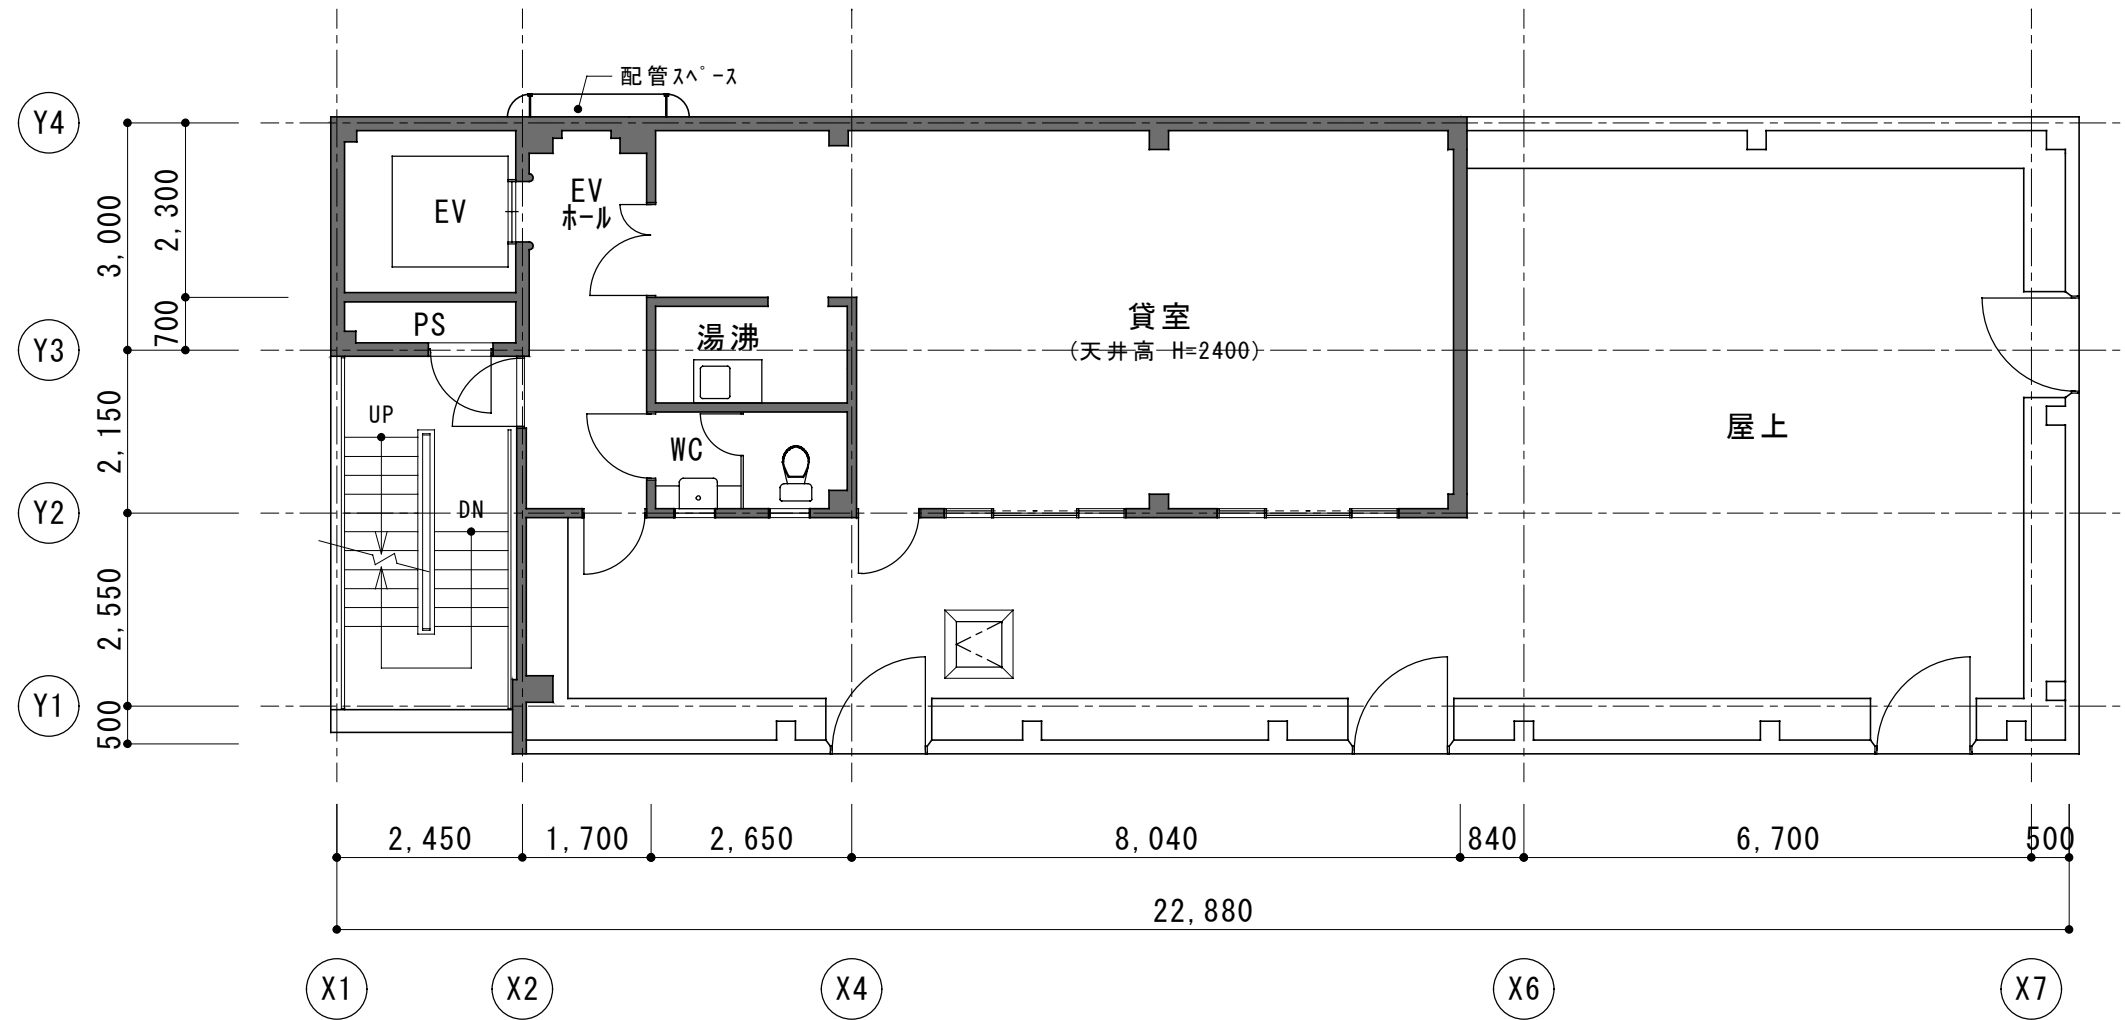 配管ｽﾍﾟｰｽ
Y4
Y3
Y2
Y1
3,000
2,300
700
2,150
2,550
500
EV
EV
ﾎｰﾙ
PS
湯沸
貸室
(天井高 H=2400)
屋上
UP
WC
DN
2,450
1,700
2,650
8,040
840
6,700
500
22,880
X1
X2
X4
X6
X7